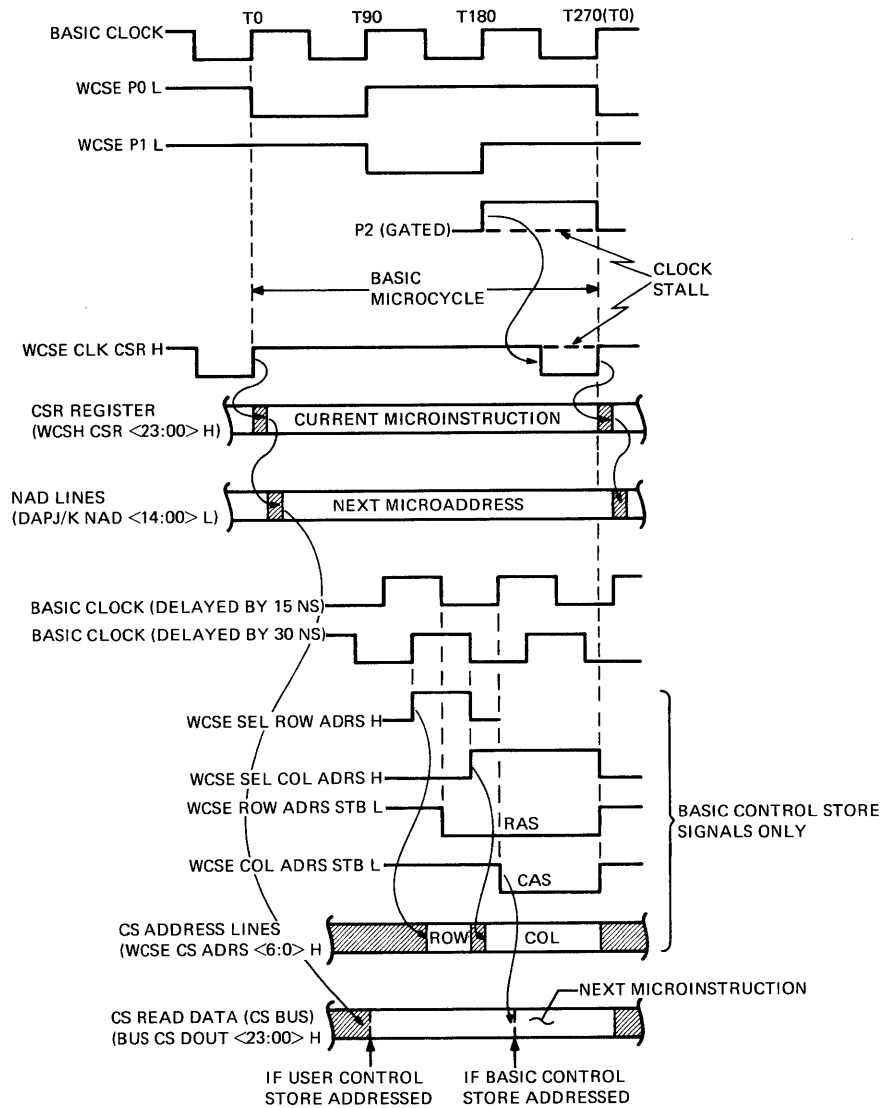 T0 T90 T180 T270(T0)
BASIC CLOCK
WCSE P0 L
WCSE P1 L
P2 (GATED)
CLOCK
STALL
BASIC
MICROCYCLE
WCSE CLK CSR H
CSR REGISTER
(WCSH CSR <23:00> H)
CURRENT MICROINSTRUCTION
NAD LINES
(DAPJ/K NAD <14:00> L)
NEXT MICROADDRESS
BASIC CLOCK (DELAYED BY 15 NS)
BASIC CLOCK (DELAYED BY 30 NS)
WCSE SEL ROW ADRS H
WCSE SEL COL ADRS H
WCSE ROW ADRS STB L
RAS
WCSE COL ADRS STB L
CAS
BASIC CONTROL STORE
SIGNALS ONLY
CS ADDRESS LINES
(WCSE CS ADRS <6:0> H
ROW COL
NEXT MICROINSTRUCTION
CS READ DATA (CS BUS)
(BUS CS DOUT <23:00> H
IF USER CONTROL
STORE ADDRESSED
IF BASIC CONTROL
STORE ADDRESSED